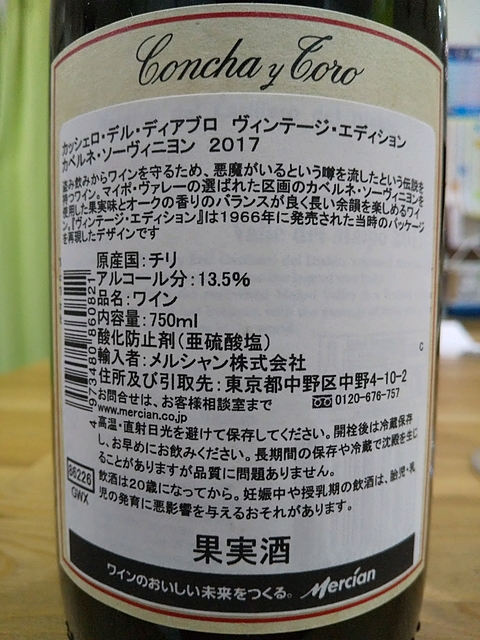 Concha y Toro
カッシェロ・デル・ディアブロ ヴィンテージ・エディション
カベルネ・ソーヴィニヨン 2017
盗み飲みからワインを守るため、悪魔がいるという噂を流したという伝説を
持つワイン。マイポ・ヴァレーの選ばれた区画のカベルネ・ソーヴィニヨンを
使用した果実味とオークの香りのバランスが良く長い余韻を楽しめるワイ
ン。『ヴィンテージ・エディション』は1966年に発売された当時のパッケージ
を再現したデザインです
原産国:チリ
アルコール分:13.5%
品名:ワイン
内容量:750ml
酸化防止剤(亜硫酸塩)
輸入者:メルシャン株式会社
住所及び引取先:東京都中野区中野4-10-2
お問合せは、お客様相談室まで 0120-676-757
www.mercian.co.jp
高温・直射日光を避けて保存してください。開栓後は冷蔵保存
し、お早めにお飲みください。長期間の保存や冷蔵で沈殿を生じ
ることがありますが品質に問題ありません。
飲酒は20歳になってから。妊娠中や授乳期の飲酒は、胎児・乳
児の発育に悪影響を与えるおそれがあります。
4 973480 860821
86226
GWX
C
果実酒
ワインのおいしい未来をつくる。 Mercian